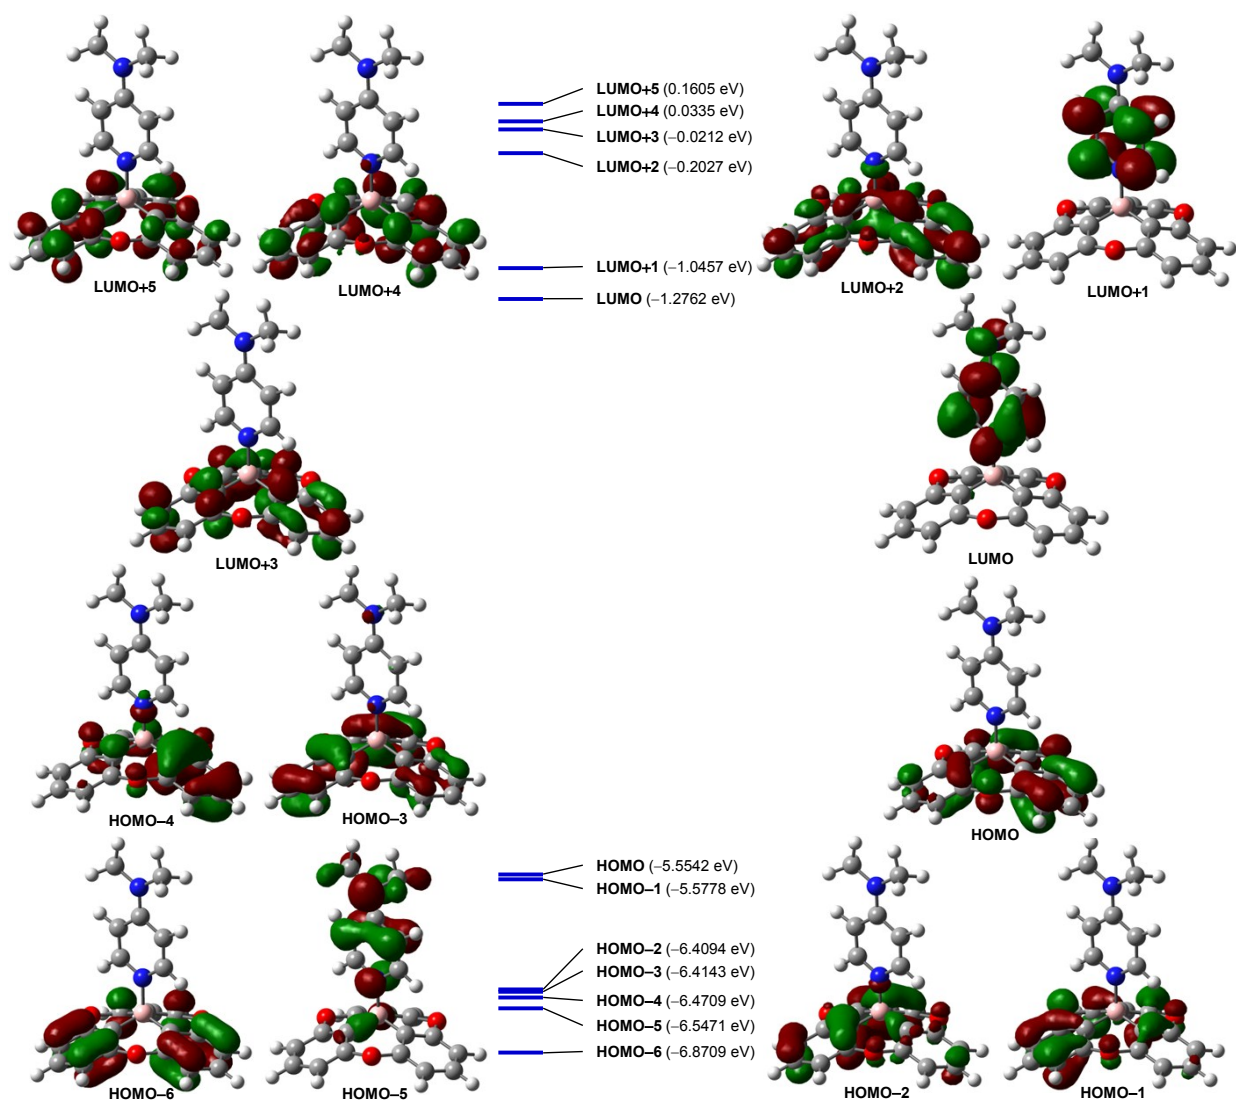 LUMO+5 (0.1605 eV)
LUMO+4 (0.0335 eV)
LUMO+3 (−0.0212 eV)
LUMO+2 (−0.2027 eV)
LUMO+1 (−1.0457 eV)
LUMO (−1.2762 eV)
LUMO+5
LUMO+4
LUMO+2
LUMO+1
LUMO+3
LUMO
HOMO–4
HOMO–3
HOMO
HOMO (−5.5542 eV)
HOMO–1 (−5.5778 eV)
HOMO–2 (−6.4094 eV)
HOMO–3 (−6.4143 eV)
HOMO–4 (−6.4709 eV)
HOMO–5 (−6.5471 eV)
HOMO–6 (−6.8709 eV)
HOMO–6
HOMO–5
HOMO–2
HOMO–1